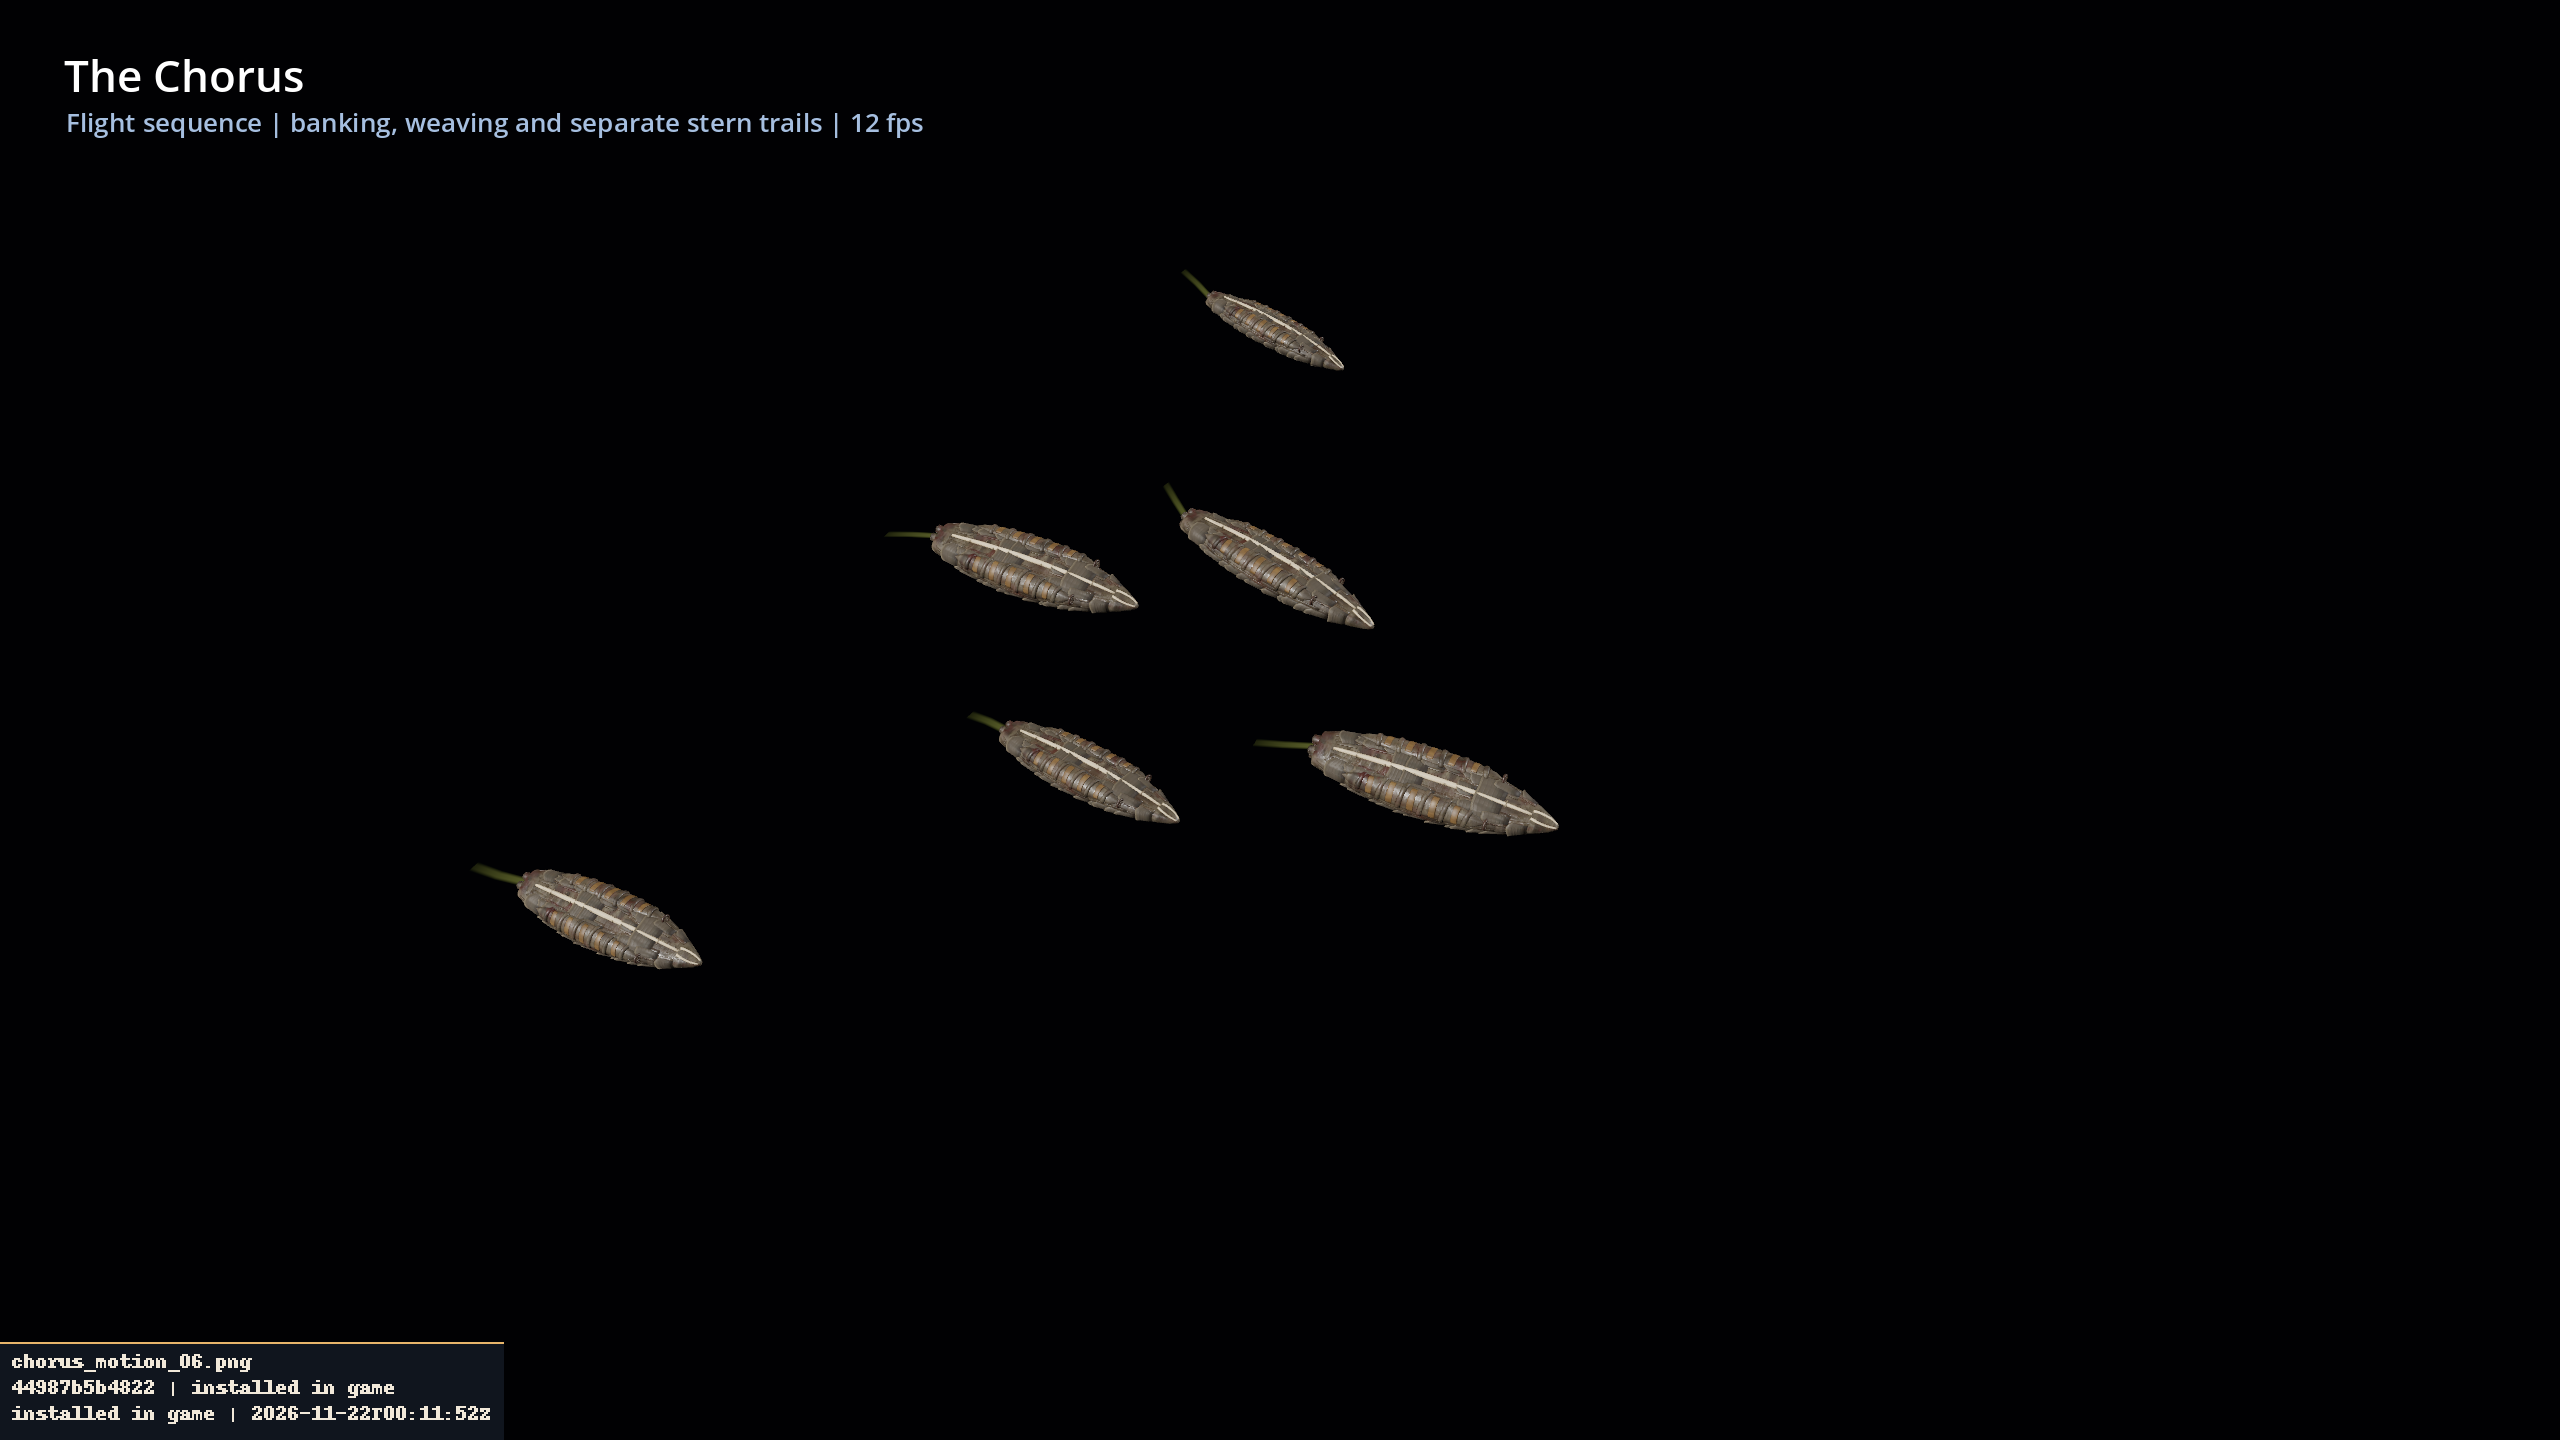 The Chorus
Flight sequence | banking, weaving and separate stern trails | 12 fps
chorus_motion_06.png
44987b5b4822 | installed in game
installed in game | 2026-11-22T00:11:52Z